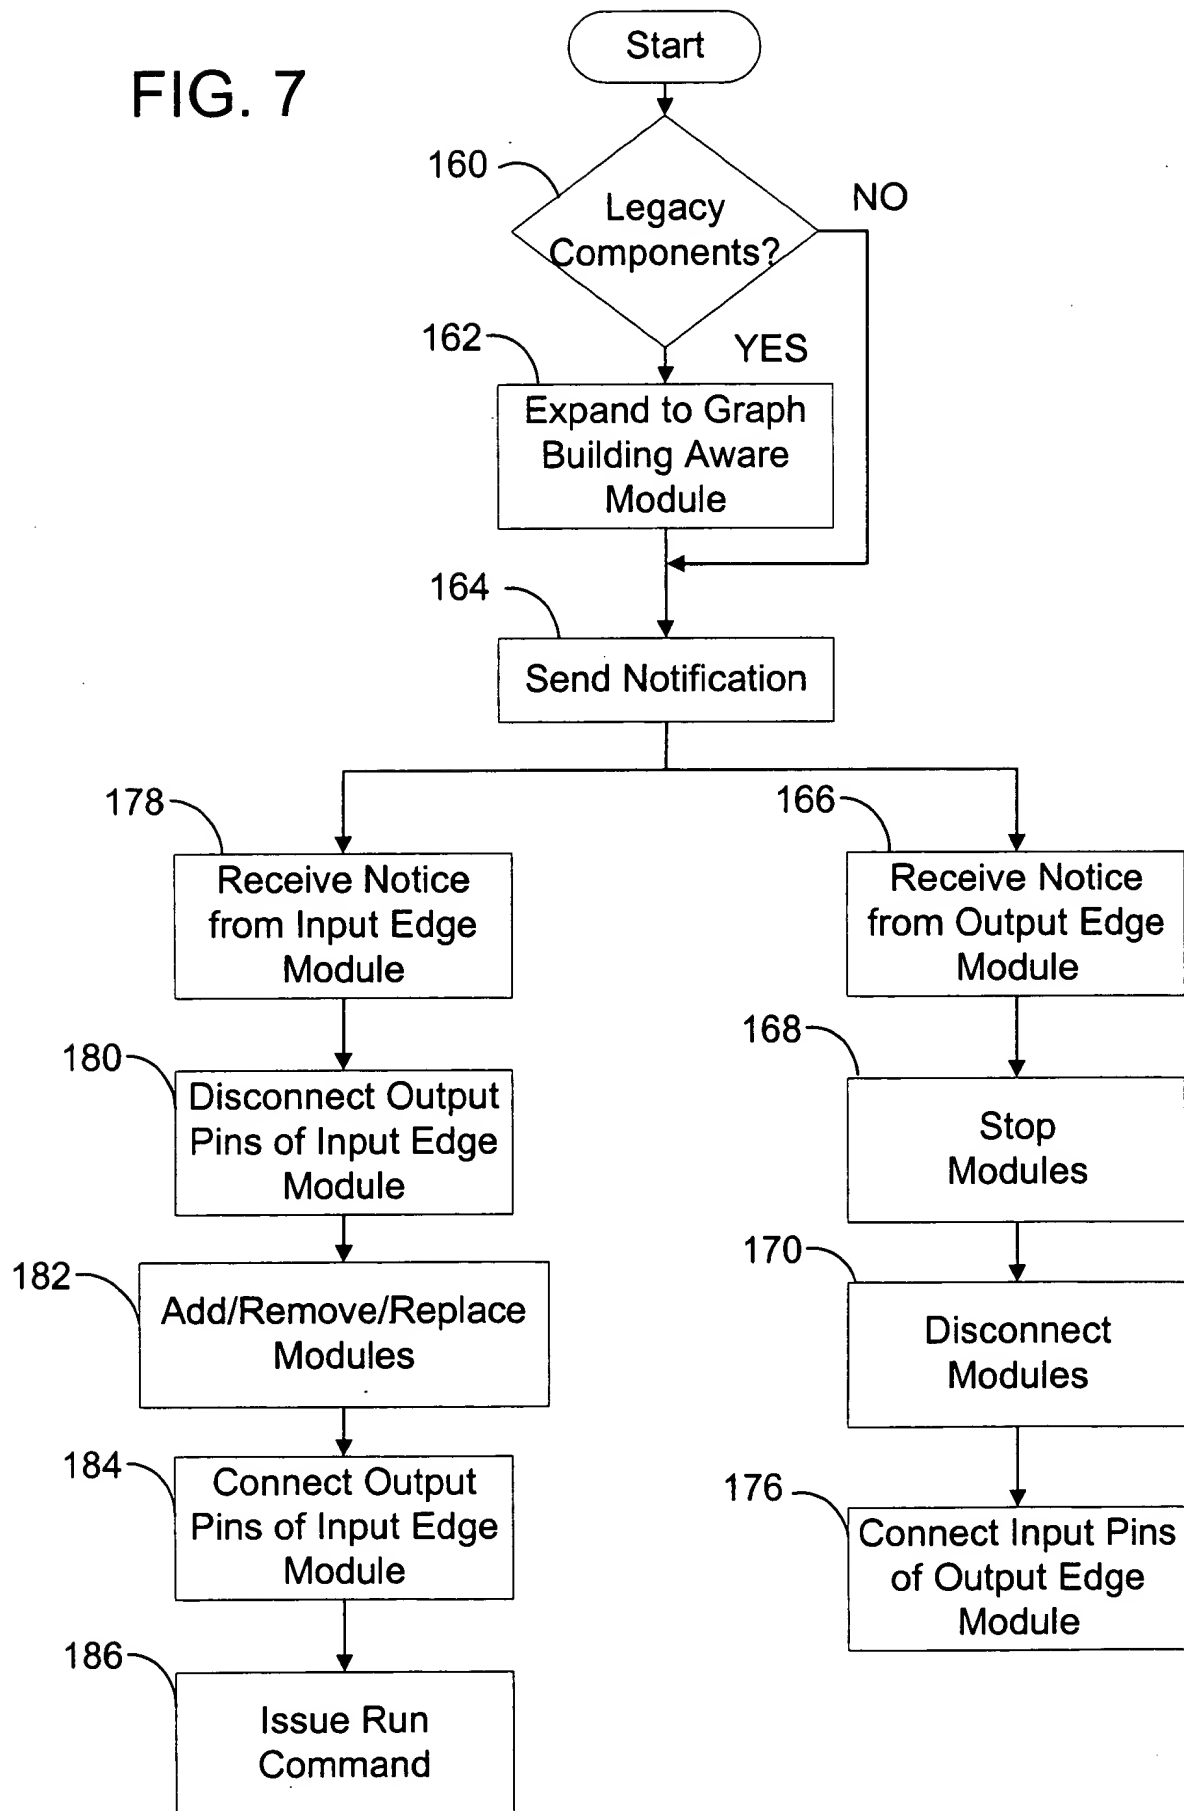 FIG. 7
Start
160
Legacy
Components?
NO
YES
162
Expand to Graph
Building Aware
Module
164
Send Notification
178
Receive Notice
from Input Edge
Module
166
Receive Notice
from Output Edge
Module
180
Disconnect Output
Pins of Input Edge
Module
168
Stop
Modules
182
Add/Remove/Replace
Modules
170
Disconnect
Modules
184
Connect Output
Pins of Input Edge
Module
176
Connect Input Pins
of Output Edge
Module
186
Issue Run
Command